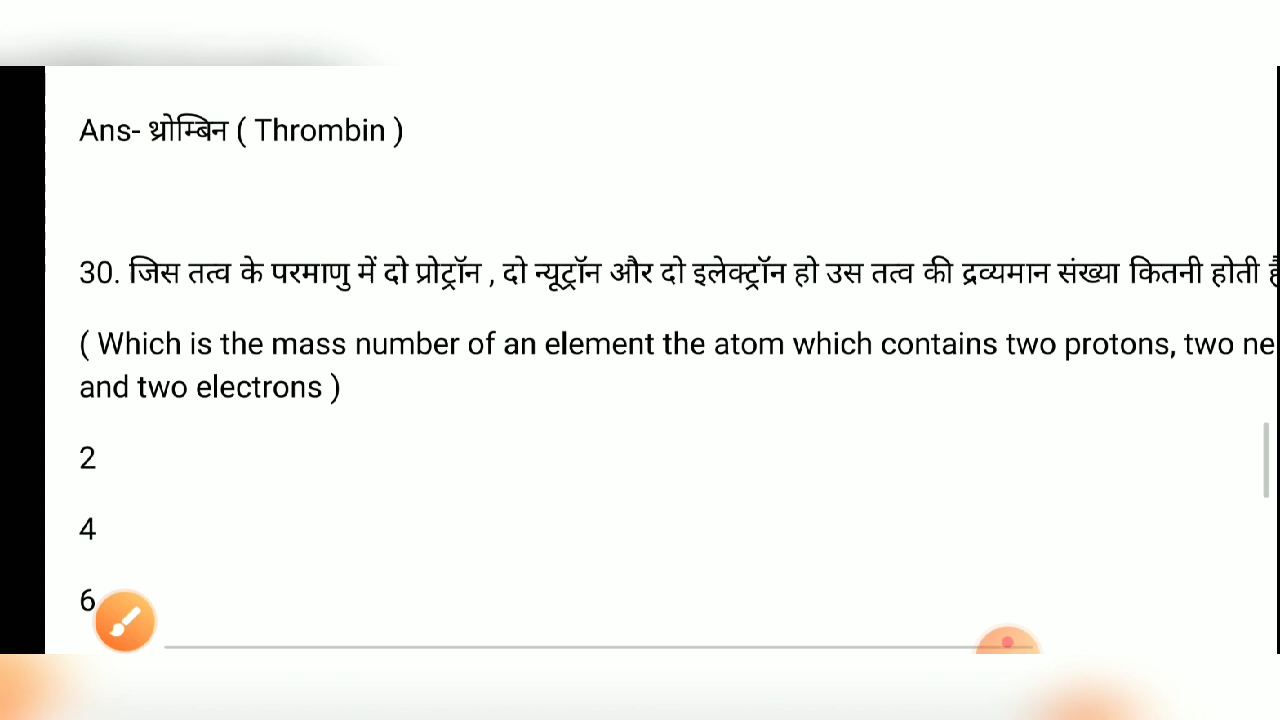 Ans- थ्रोम्बिन ( Thrombin )
30. जिस तत्व के परमाणु में दो प्रोट्रॉन , दो न्यूट्रॉन और दो इलेक्ट्रॉन हो उस तत्व की द्रव्यमान संख्या कितनी होती
( Which is the mass number of an element the atom which contains two protons, two
and two electrons )
2
4
6